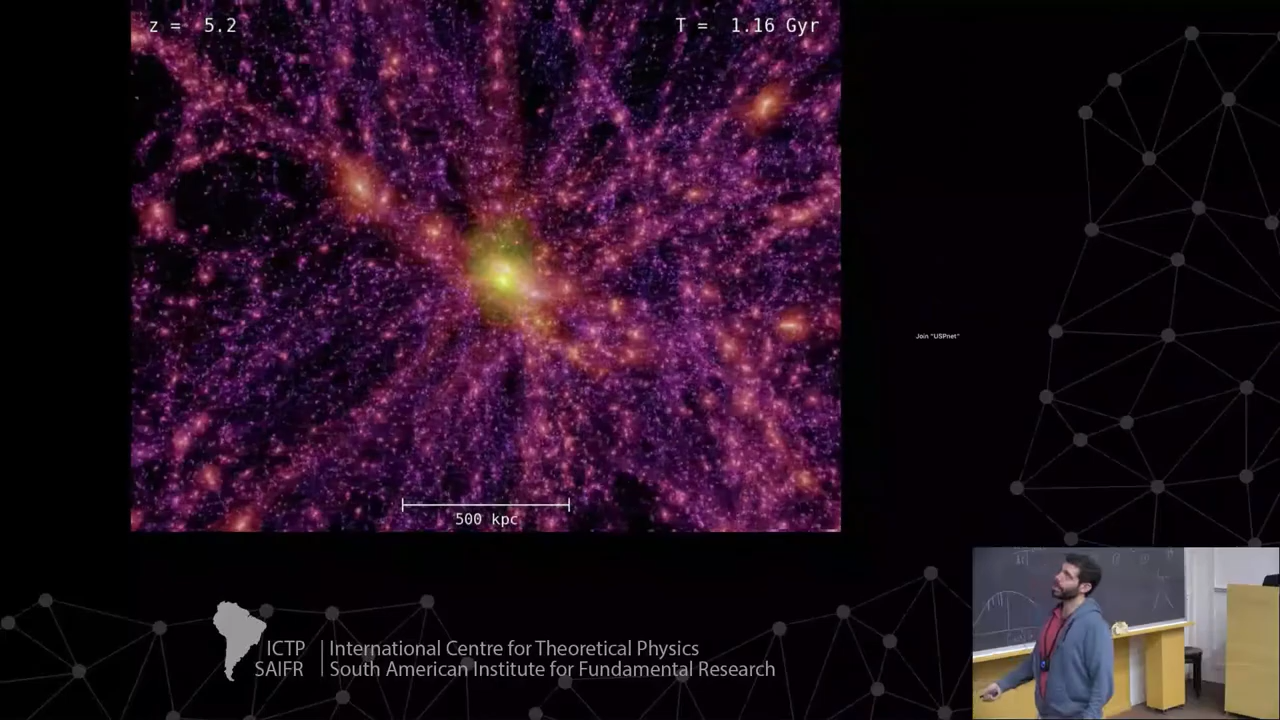 z =  5.2
T =  1.16 Gyr
Join "USPnet"
500 kpc
ICTP
SAIFR
International Centre for Theoretical Physics
South American Institute for Fundamental Research